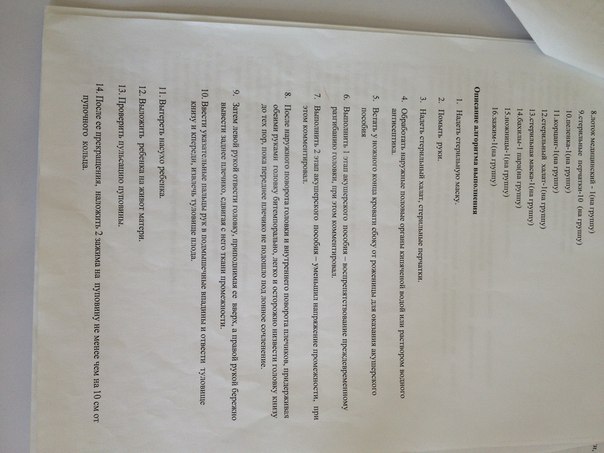 8.лоток медицинский - 1(на группу)
9.стерильные перчатки-10 (на группу)
10.пеленка-1(на группу)
11.корнцанг-1(на группу)
12.стерильный халат-1(на группу)
13.стерильная маска-1(на группу)
14.бахилы-1 пара(на группу)
15.ножницы-1(на группу)
16.зажим-1(на группу)
Описание алгоритма выполнения
1. Надеть стерильную маску.
2. Помыть руки.
3. Надеть стерильный халат, стерильные перчатки.
4. Обработать наружные половые органы кипяченой водой или раствором водного
антисептика.
5. Встать у ножного конца кровати сбоку от роженицы для оказания акушерского
пособия
6. Выполнить 1 этап акушерского пособия – воспрепятствование преждевременному
разгибанию головки, при этом комментировал.
7. Выполнить 2 этап акушерского пособия – уменьшил напряжение промежности, при
этом комментировал.
8. После наружного поворота головки и внутреннего поворота плечиков, придерживая
обеими руками головку битемпорально, легко и осторожно низвести головку книзу
до тех пор, пока переднее плечико не подошло под лонное сочленение.
9. Затем левой рукой отвести головку, приподнимая ее вверх, а правой рукой бережно
вывести заднее плечико, сдвигая с него ткани промежности.
10. Ввести указательные пальцы рук в подмышечные впадины и отвести туловище
книзу и кпереди, извлечь туловище плода.
11. Вытереть насухо ребенка.
12. Выложить ребенка на живот матери.
13. Проверить пульсацию пуповины.
14. После ее прекращения, наложить 2 зажима на пуповину не менее чем на 10 см от
пупочного кольца.